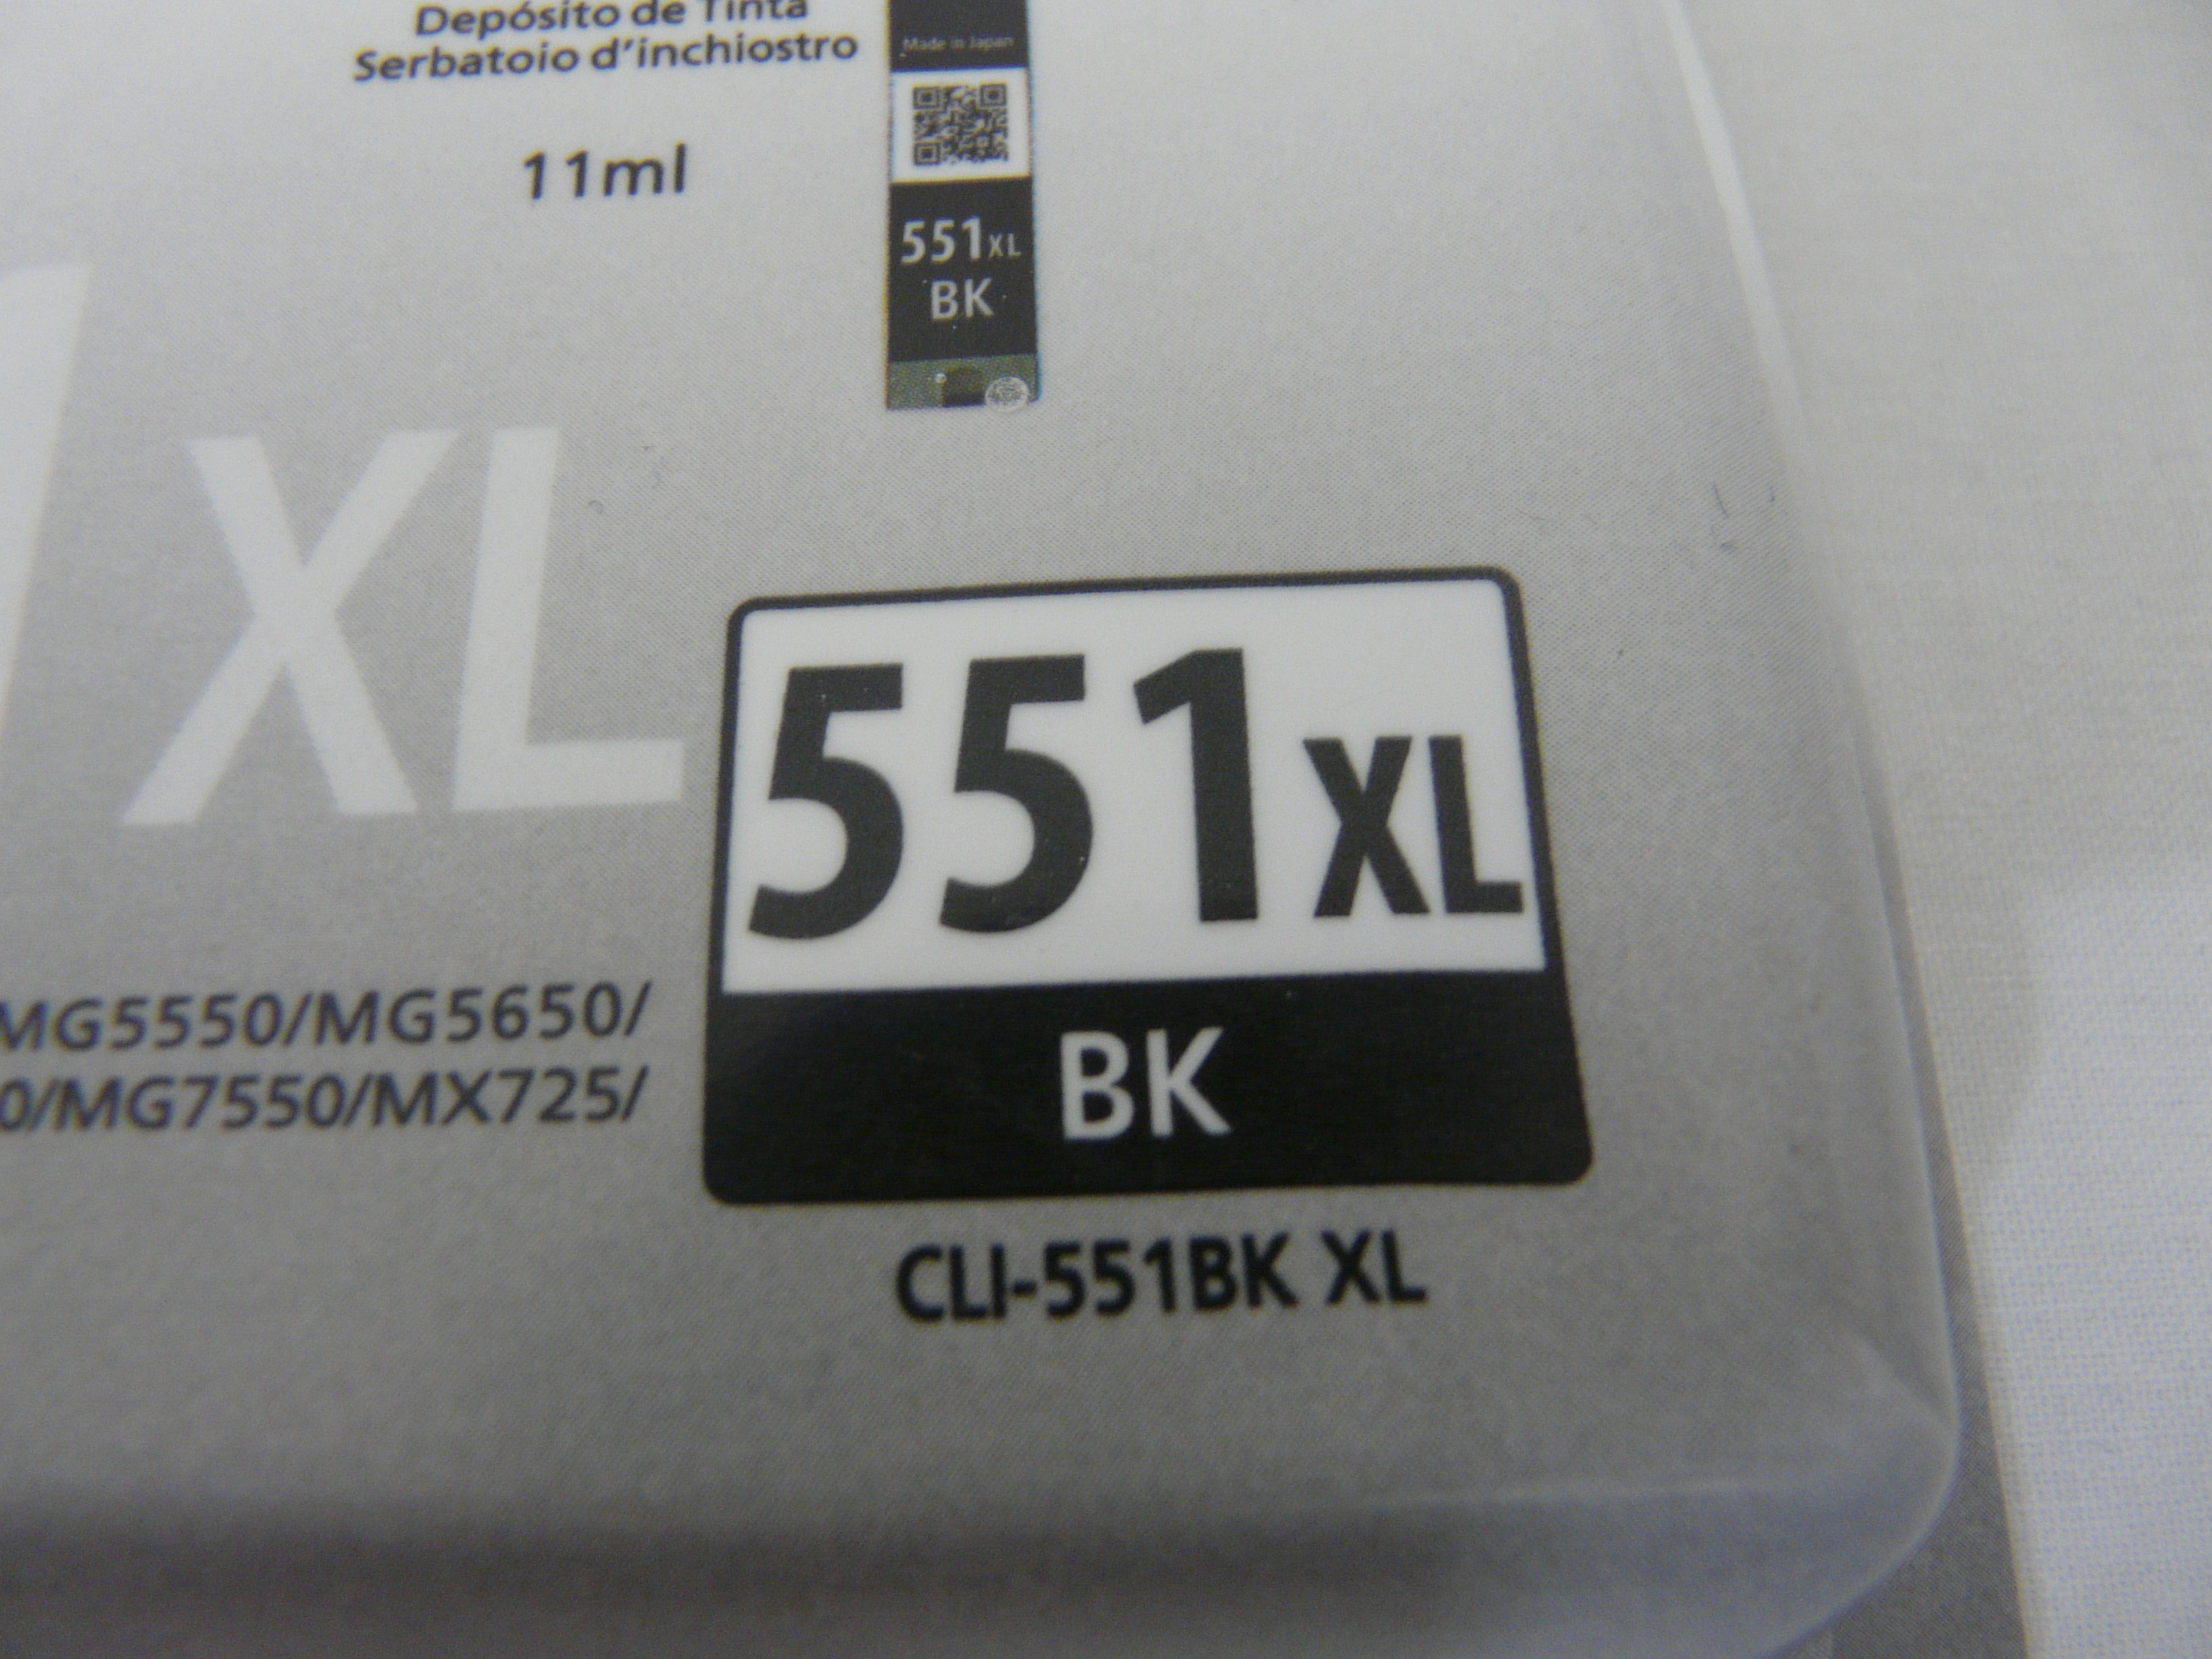 Depósito de Tinta
Serbatoio d'inchiostro
11ml
Made in Japan
551XL
BK
XL
551XL
BK
CLI-551BK XL
MG5550/MG5650/
0/MG7550/MX725/